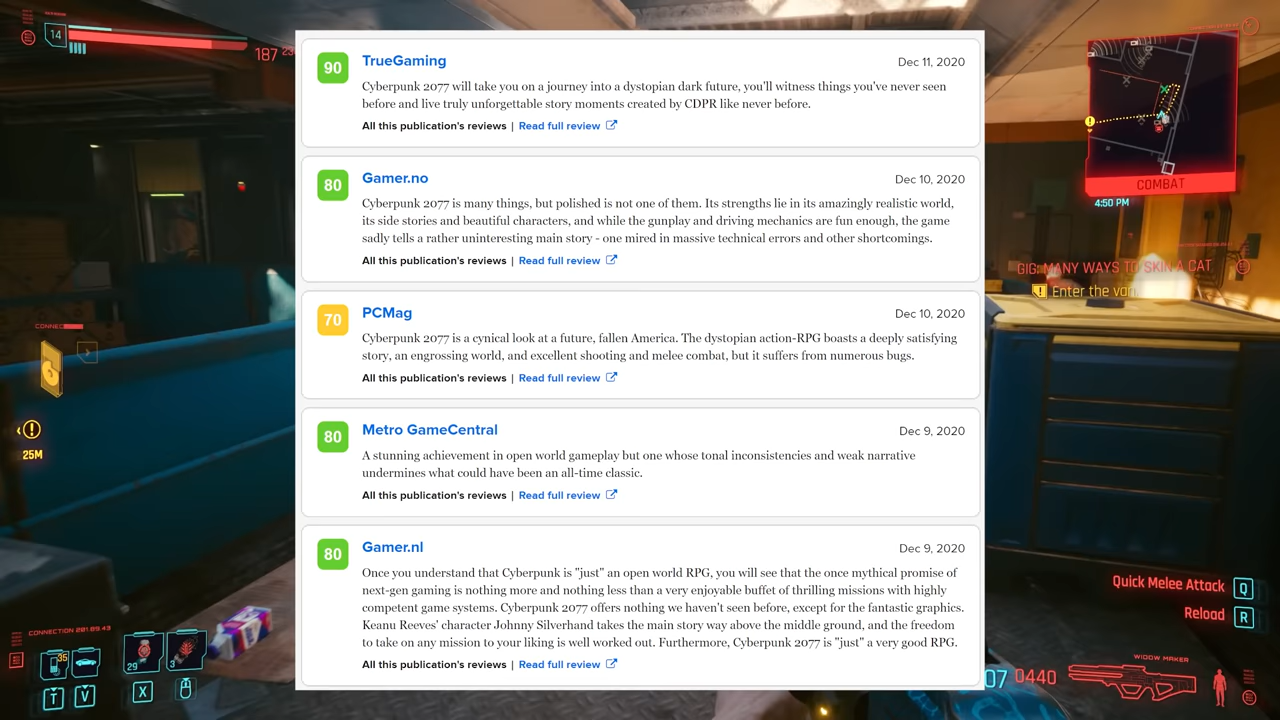 14
187
90
TrueGaming
Dec 11, 2020
Cyberpunk 2077 will take you on a journey into a dystopian dark future, you'll witness things you've never seen
before and live truly unforgettable story moments created by CDPR like never before.
All this publication's reviews | Read full review
80
Gamer.no
Dec 10, 2020
Cyberpunk 2077 is many things, but polished is not one of them. Its strengths lie in its amazingly realistic world,
its side stories and beautiful characters, and while the gunplay and driving mechanics are fun enough, the game
sadly tells a rather uninteresting main story - one mired in massive technical errors and other shortcomings.
All this publication's reviews | Read full review
70
PCMag
Dec 10, 2020
Cyberpunk 2077 is a cynical look at a future, fallen America. The dystopian action-RPG boasts a deeply satisfying
story, an engrossing world, and excellent shooting and melee combat, but it suffers from numerous bugs.
All this publication's reviews | Read full review
80
Metro GameCentral
Dec 9, 2020
A stunning achievement in open world gameplay but one whose tonal inconsistencies and weak narrative
undermines what could have been an all-time classic.
All this publication's reviews | Read full review
80
Gamer.nl
Dec 9, 2020
Once you understand that Cyberpunk is "just" an open world RPG, you will see that the once mythical promise of
next-gen gaming is nothing more and nothing less than a very enjoyable buffet of thrilling missions with highly
competent game systems. Cyberpunk 2077 offers nothing we haven't seen before, except for the fantastic graphics.
Keanu Reeves' character Johnny Silverhand takes the main story way above the middle ground, and the freedom
to take on any mission to your liking is well worked out. Furthermore, Cyberpunk 2077 is "just" a very good RPG.
All this publication's reviews | Read full review
COMBAT
4:50 PM
GIG: MANY WAYS TO SKIN A CAT
Enter the
25M
Quick Melee Attack Q
Reload R
35
29
3
T V X
07 0440
WIDOW MAKER